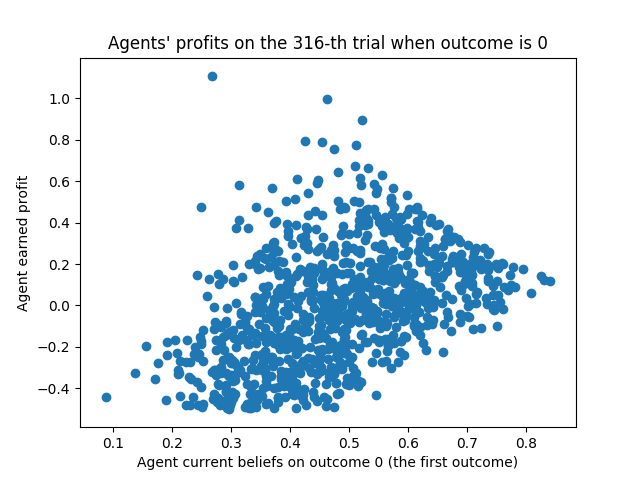 Agents' profits on the 316-th trial when outcome is 0
Agent earned profit
1.0
0.8
0.6
0.4
0.2
0.0
−0.2
−0.4
0.1 0.2 0.3 0.4 0.5 0.6 0.7 0.8
Agent current beliefs on outcome 0 (the first outcome)